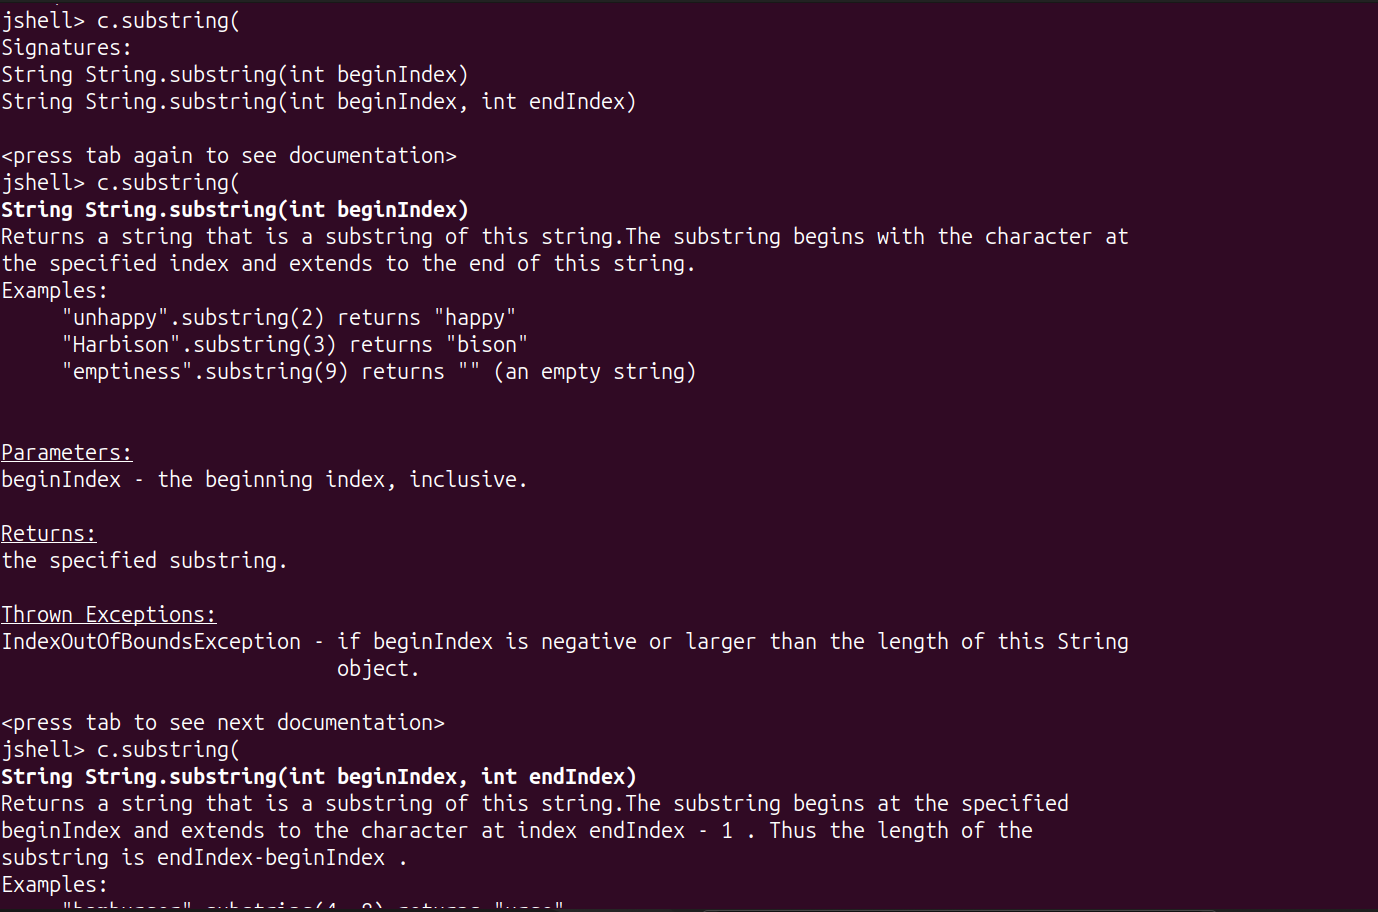 jshell> c.substring(
Signatures:
String String.substring(int beginIndex)
String String.substring(int beginIndex, int endIndex)
<press tab again to see documentation>
jshell> c.substring(
String String.substring(int beginIndex)
Returns a string that is a substring of this string.The substring begins with the character at
the specified index and extends to the end of this string.
Examples:
"unhappy".substring(2) returns "happy"
"Harbison".substring(3) returns "bison"
"emptiness".substring(9) returns "" (an empty string)
Parameters:
beginIndex - the beginning index, inclusive.
Returns:
the specified substring.
Thrown Exceptions:
IndexOutOfBoundsException - if beginIndex is negative or larger than the length of this String
object.
<press tab to see next documentation>
jshell> c.substring(
String String.substring(int beginIndex, int endIndex)
Returns a string that is a substring of this string.The substring begins at the specified
beginIndex and extends to the character at index endIndex - 1 . Thus the length of the
substring is endIndex-beginIndex .
Examples: